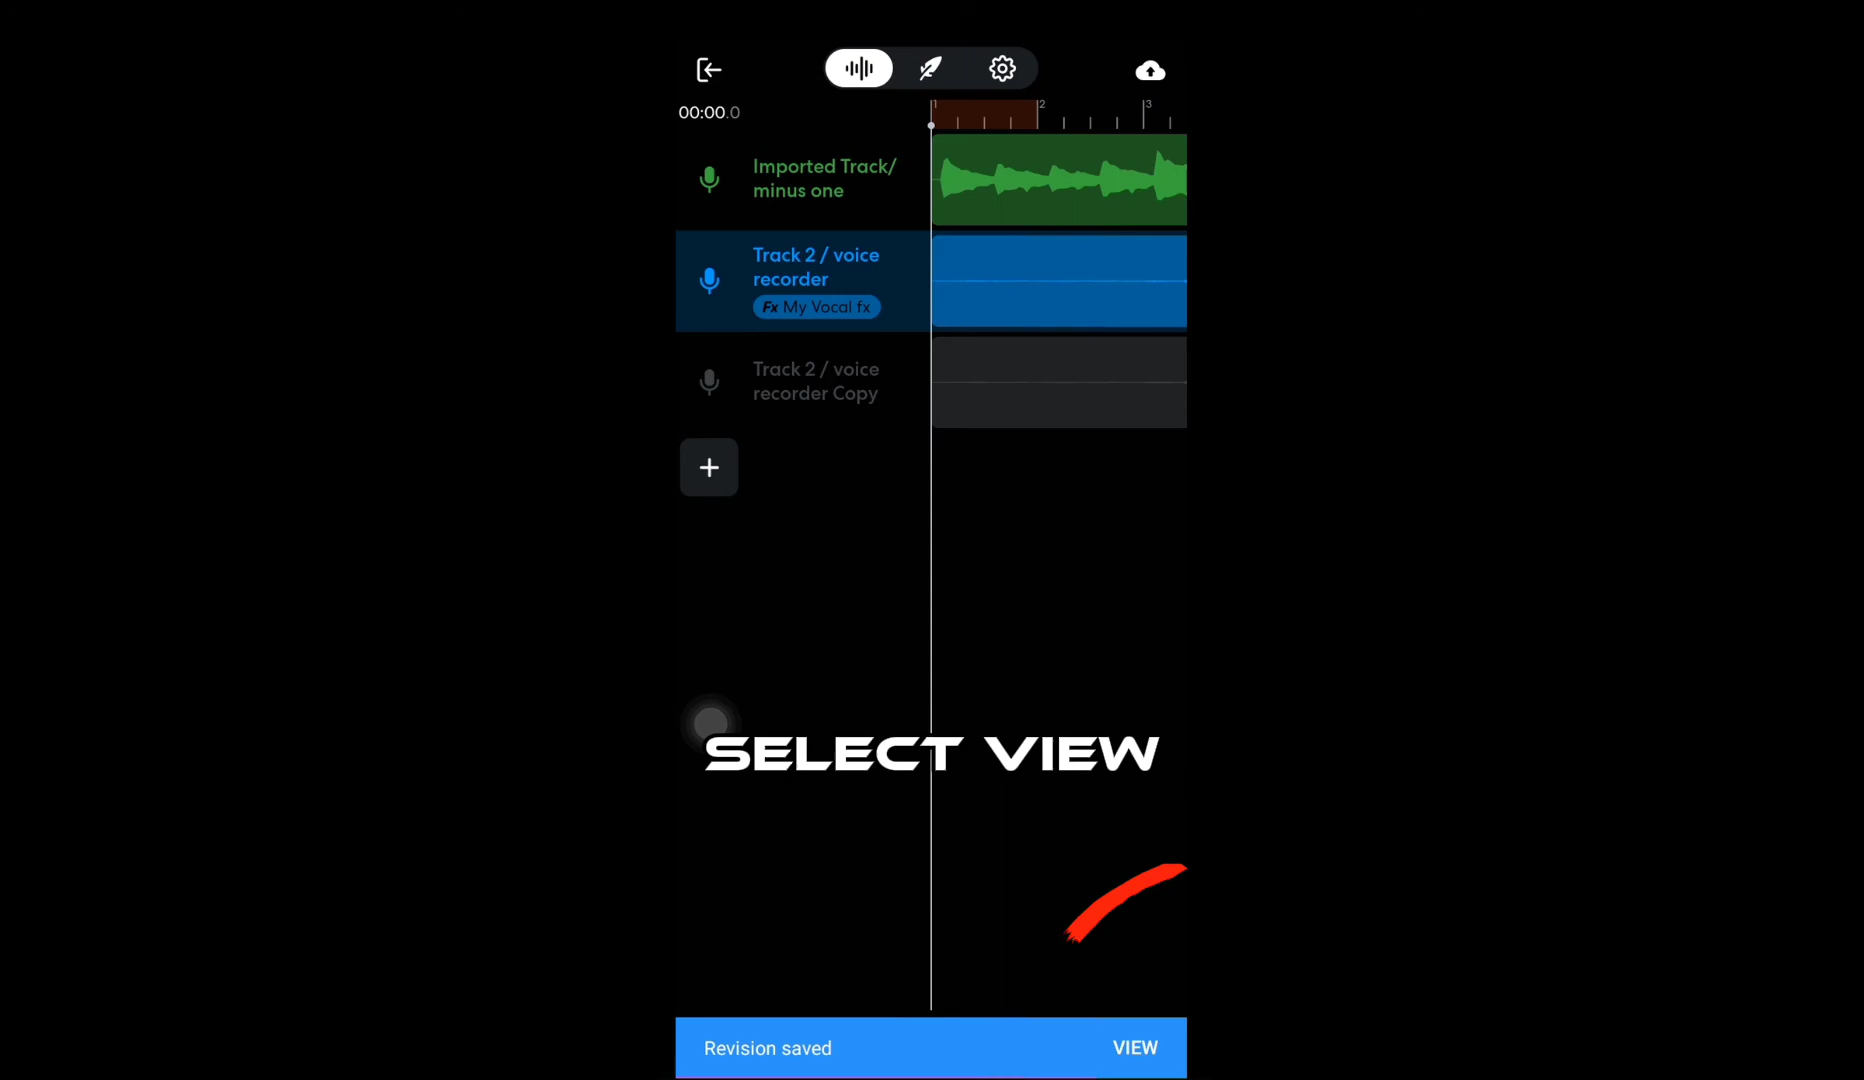 00:00.0
1
2
3
Imported Track/
minus one
Track 2 / voice
recorder
Fx My Vocal fx
Track 2 / voice
recorder Copy
SELECT VIEW
Revision saved
VIEW